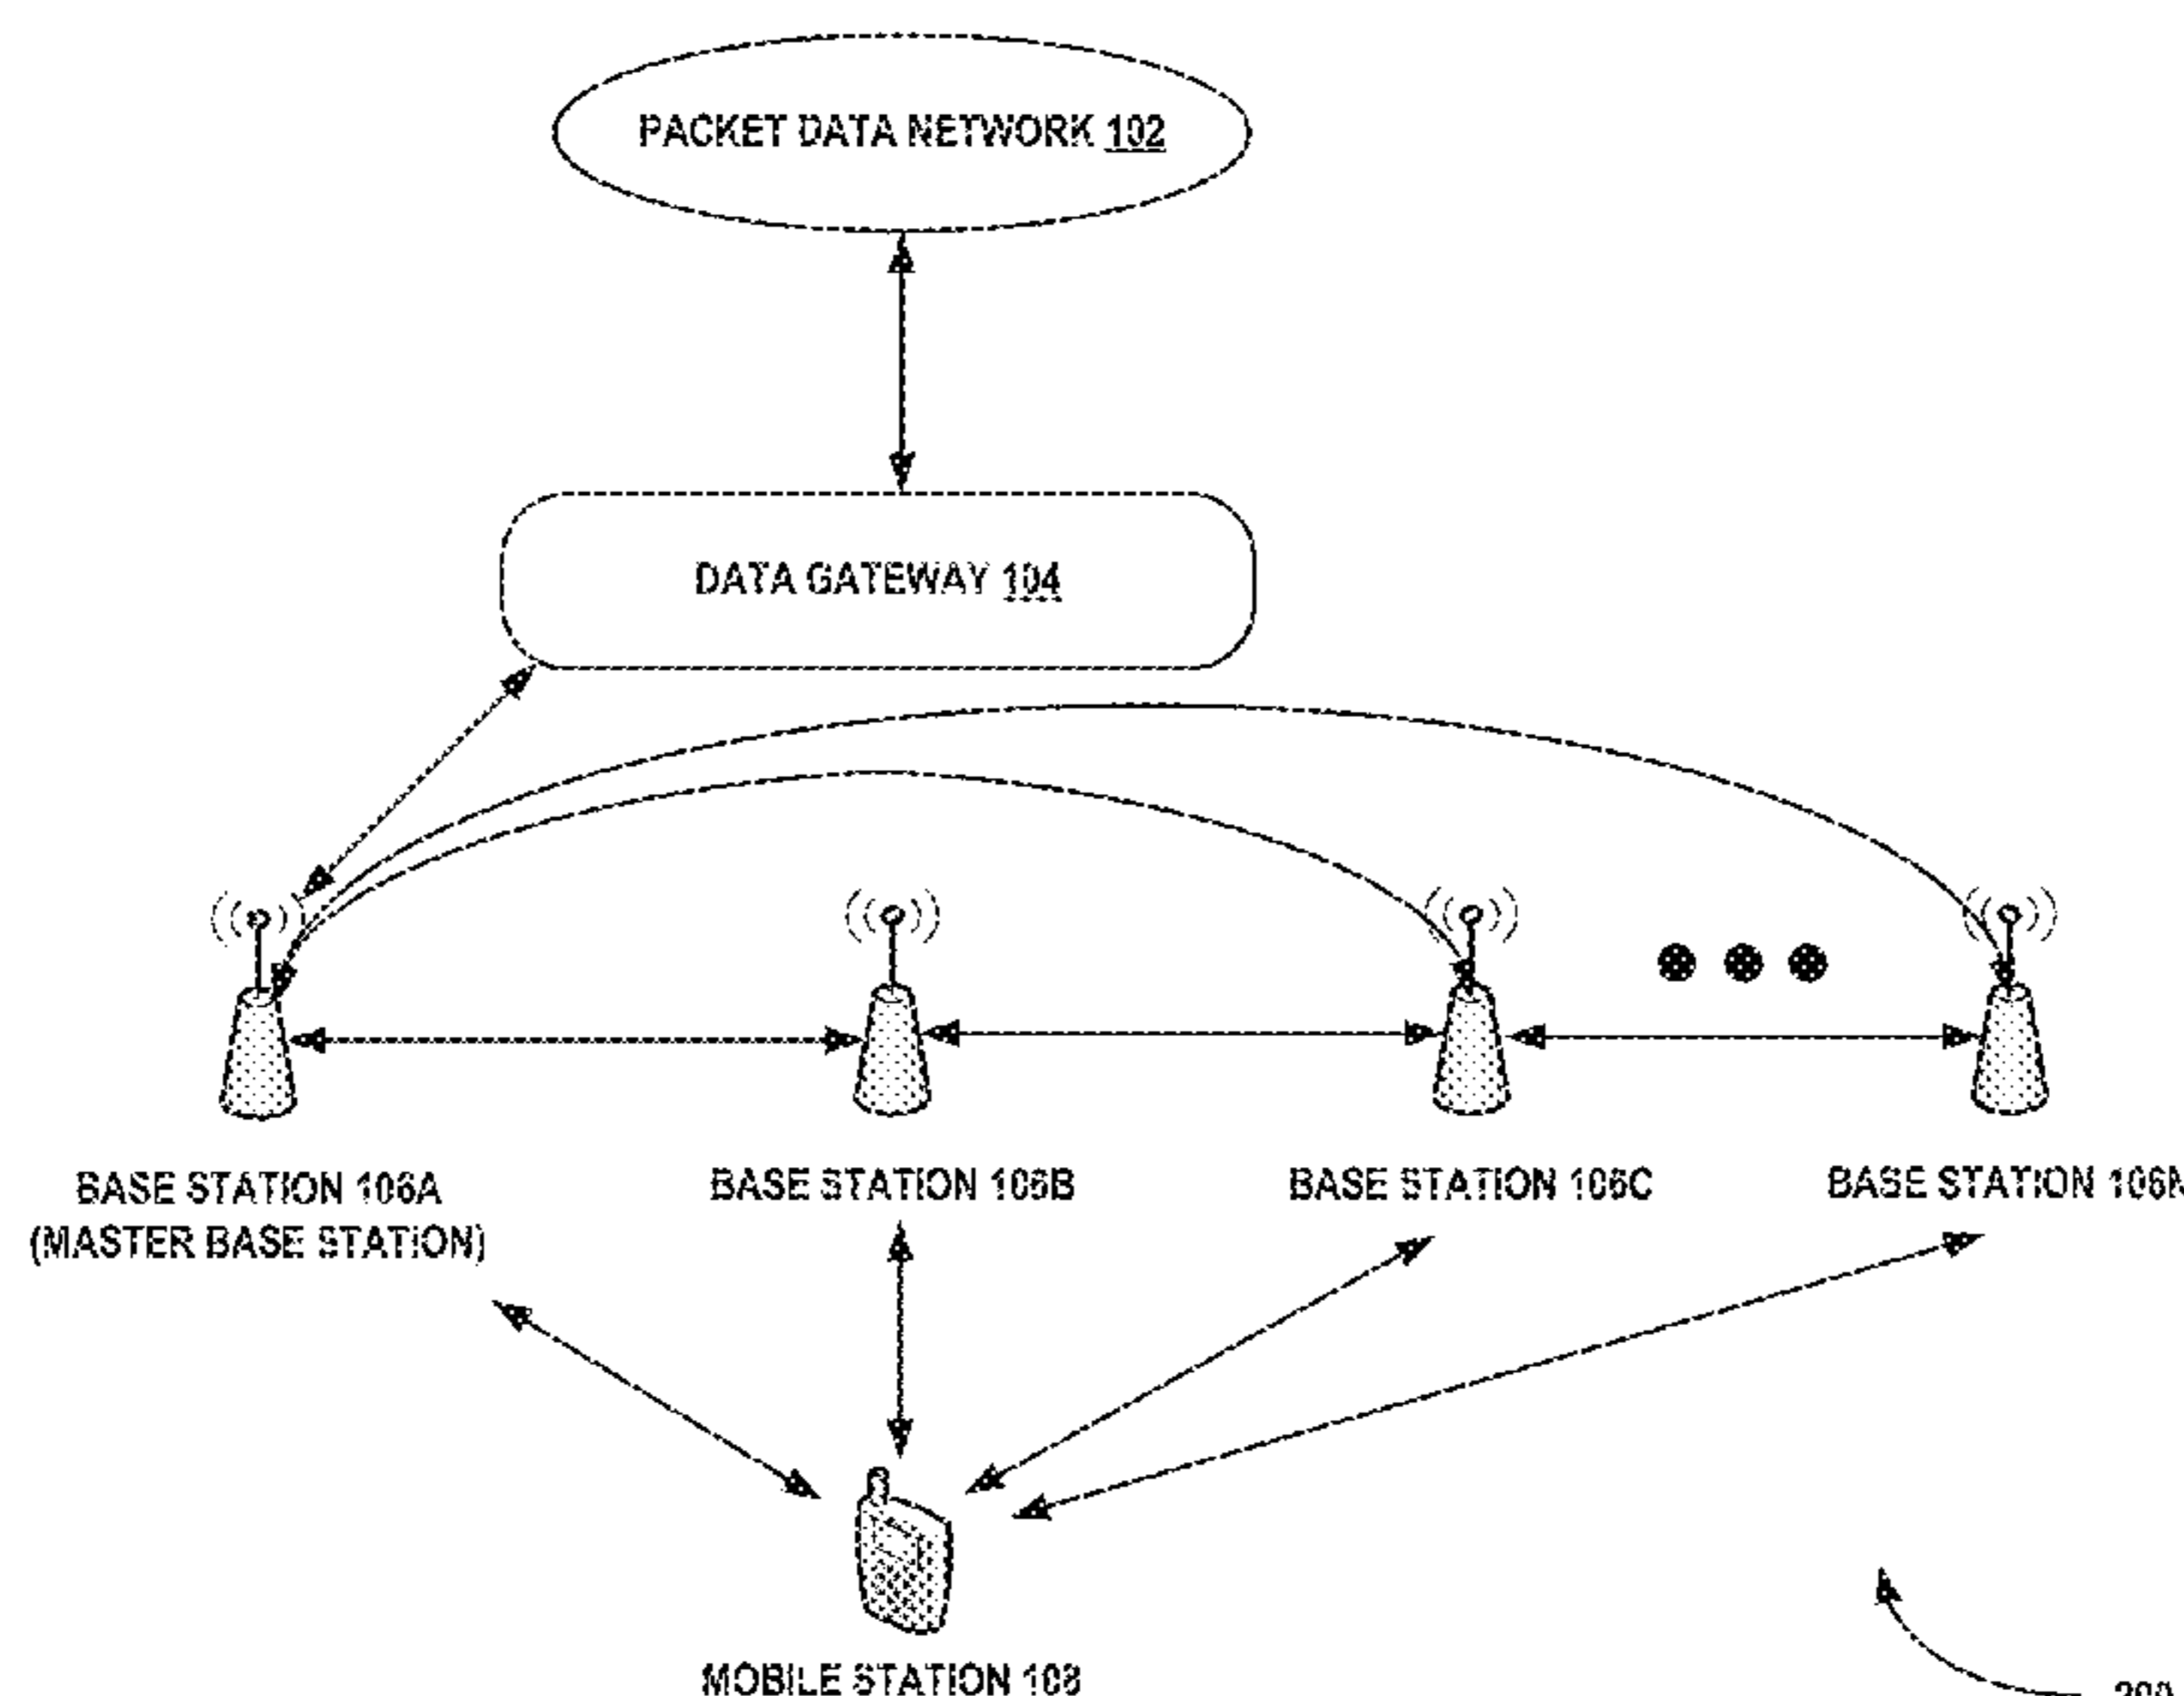 PACKET DATA NETWORK 102
DATA GATEWAY 104
BASE STATION 106A
(MASTER BASE STATION)
BASE STATION 106B
BASE STATION 106C
BASE STATION 106N
MOBILE STATION 108